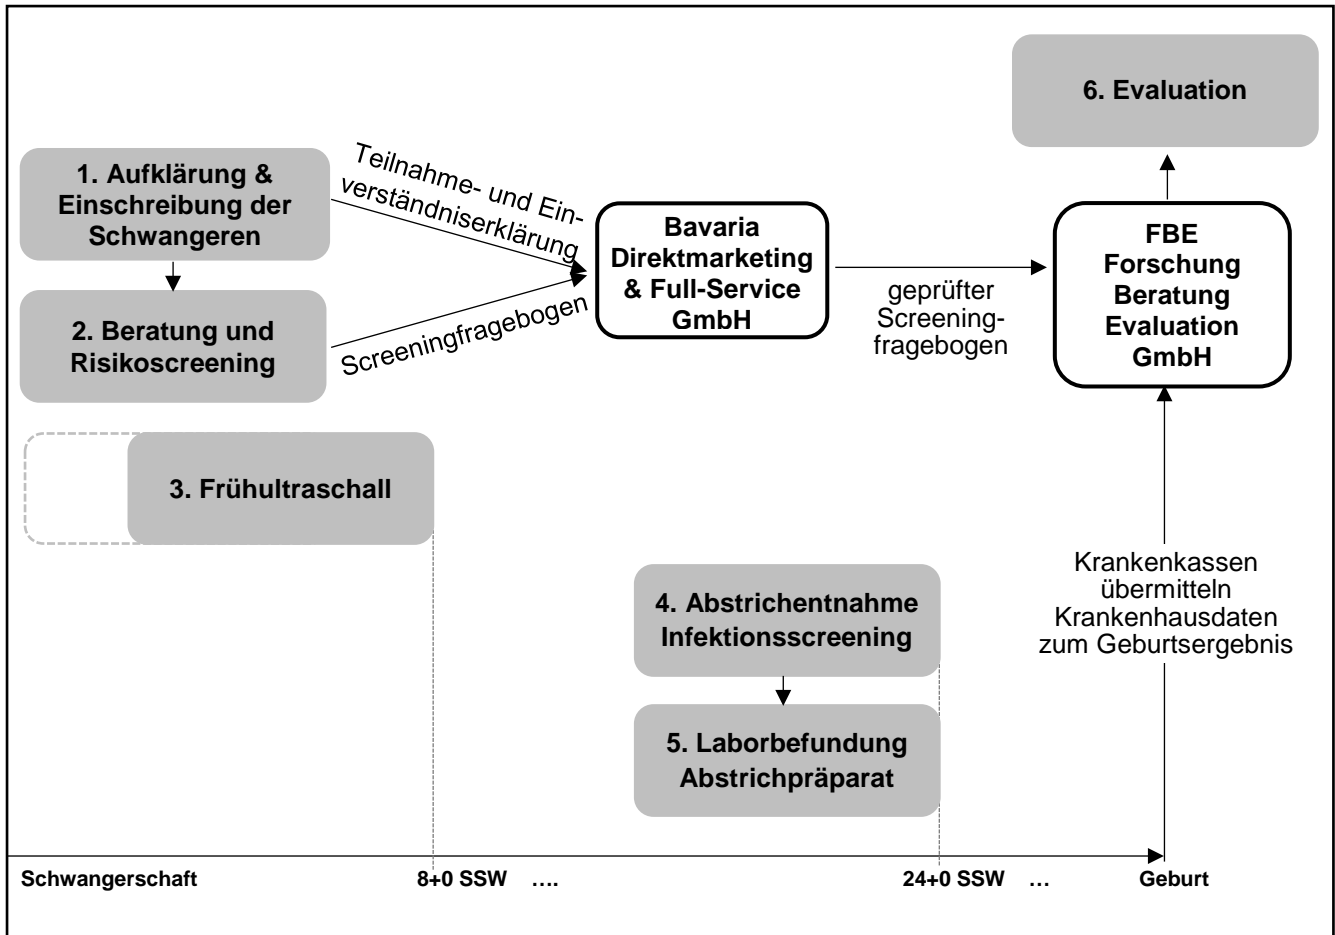 1. Aufklärung &
Einschreibung der
Schwangeren
2. Beratung und
Risikoscreening
Teilnahme- und Ein-
verständniserklärung
Screeningfragebogen
Bavaria
Direktmarketing
& Full-Service
GmbH
geprüfter
Screening-
fragebogen
6. Evaluation
FBE
Forschung
Beratung
Evaluation
GmbH
3. Frühultraschall
4. Abstrichentnahme
Infektionsscreening
5. Laborbefundung
Abstrichpräparat
Krankenkassen
übermitteln
Krankenhausdaten
zum Geburtsergebnis
Schwangerschaft 8+0 SSW …. 24+0 SSW … Geburt